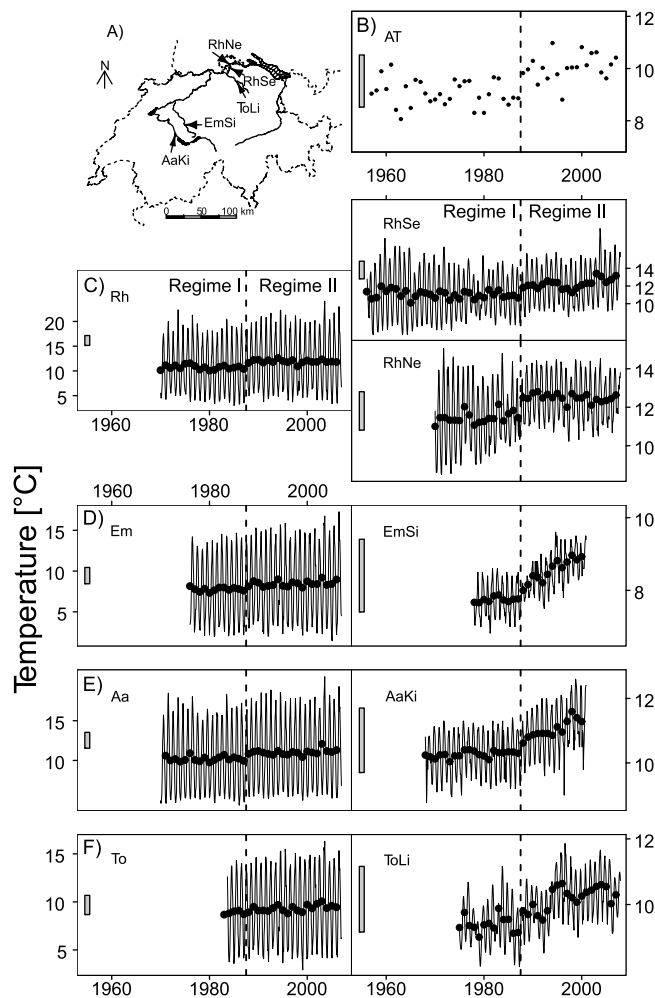 A)
RhNe
N
RhSe
ToLi
EmSi
AaKi
0 50 100 km
B)
AT
12
10
8
1960 1980 2000
Regime I Regime II
RhSe
14
12
10
C)
Rh
Regime I Regime II
20
15
10
5
1960 1980 2000
RhNe
14
12
10
Temperature [°C]
1960 1980 2000
D)
Em
15
10
5
EmSi
10
8
E)
Aa
15
10
AaKi
12
10
F)
To
15
10
5
ToLi
12
10
1960 1980 2000
1960 1980 2000